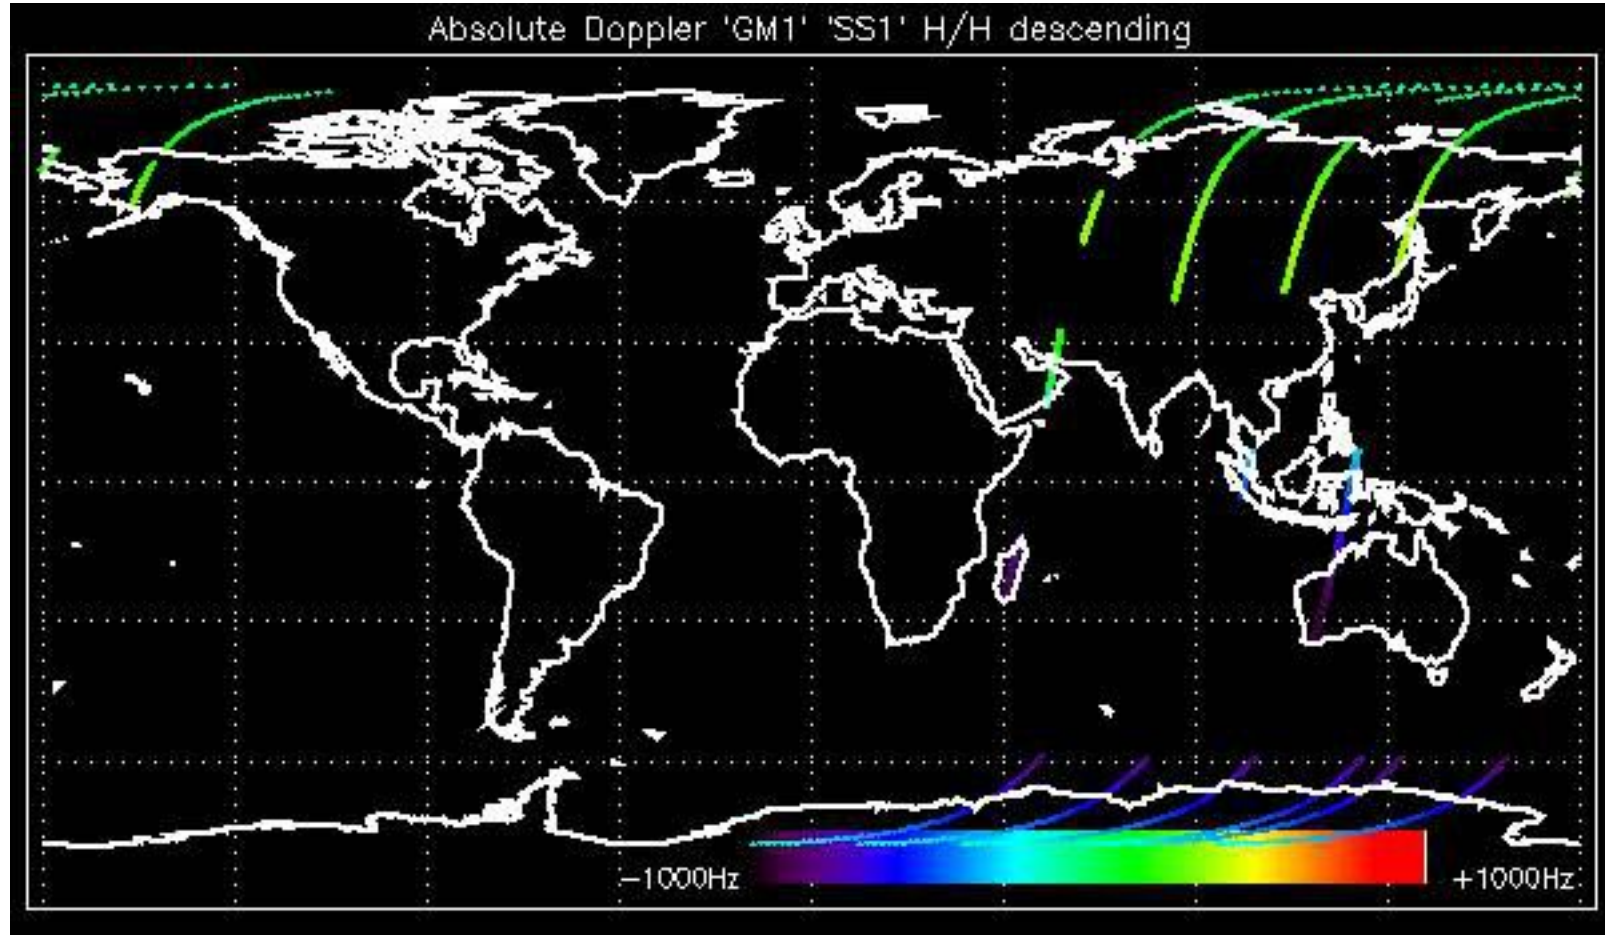 Absolute Doppler 'GM1' 'SS1' H/H descending
−1000Hz
+1000Hz